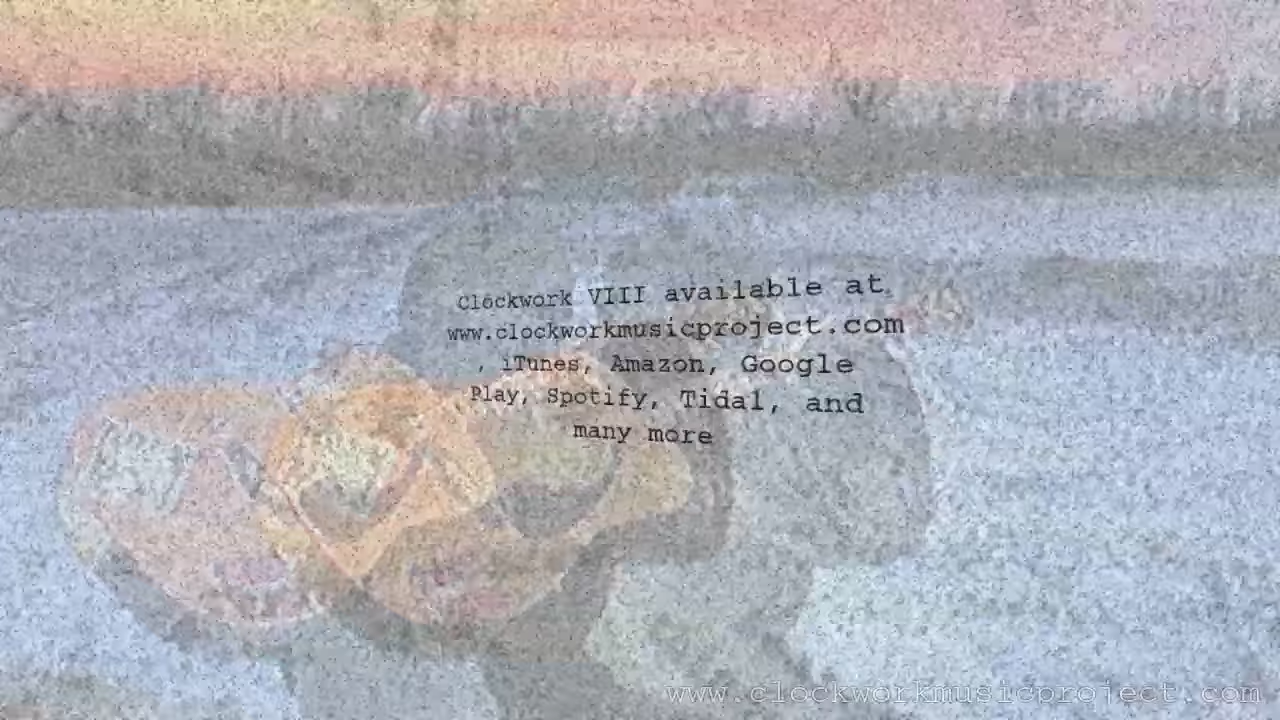 Clockwork VIII available at
www.clockworkmusicproject.com
, iTunes, Amazon, Google
Play, Spotify, Tidal, and
many more
www.clockworkmusicproject.com